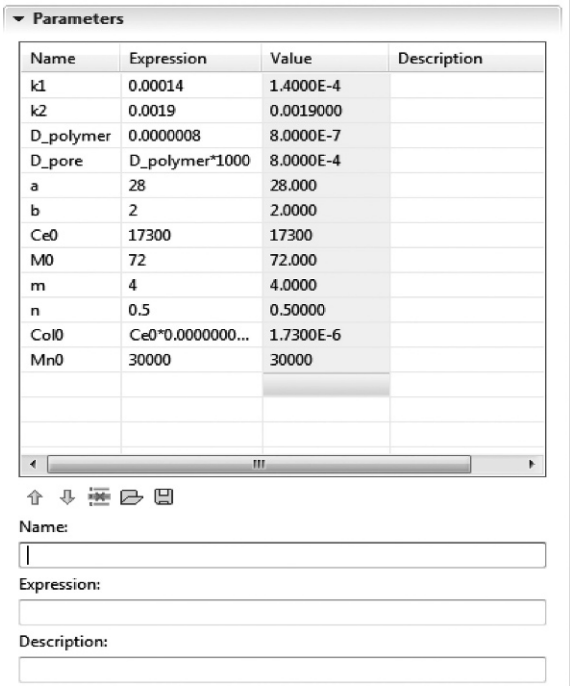 Parameters
Name Expression Value Description
k1 0.00014 1.4000E-4
k2 0.0019 0.0019000
D_polymer 0.0000008 8.0000E-7
D_pore D_polymer*1000 8.0000E-4
a 28 28.000
b 2 2.0000
Ce0 17300 17300
M0 72 72.000
m 4 4.0000
n 0.5 0.50000
Col0 Ce0*0.0000000... 1.7300E-6
Mn0 30000 30000
Name:
Expression:
Description: